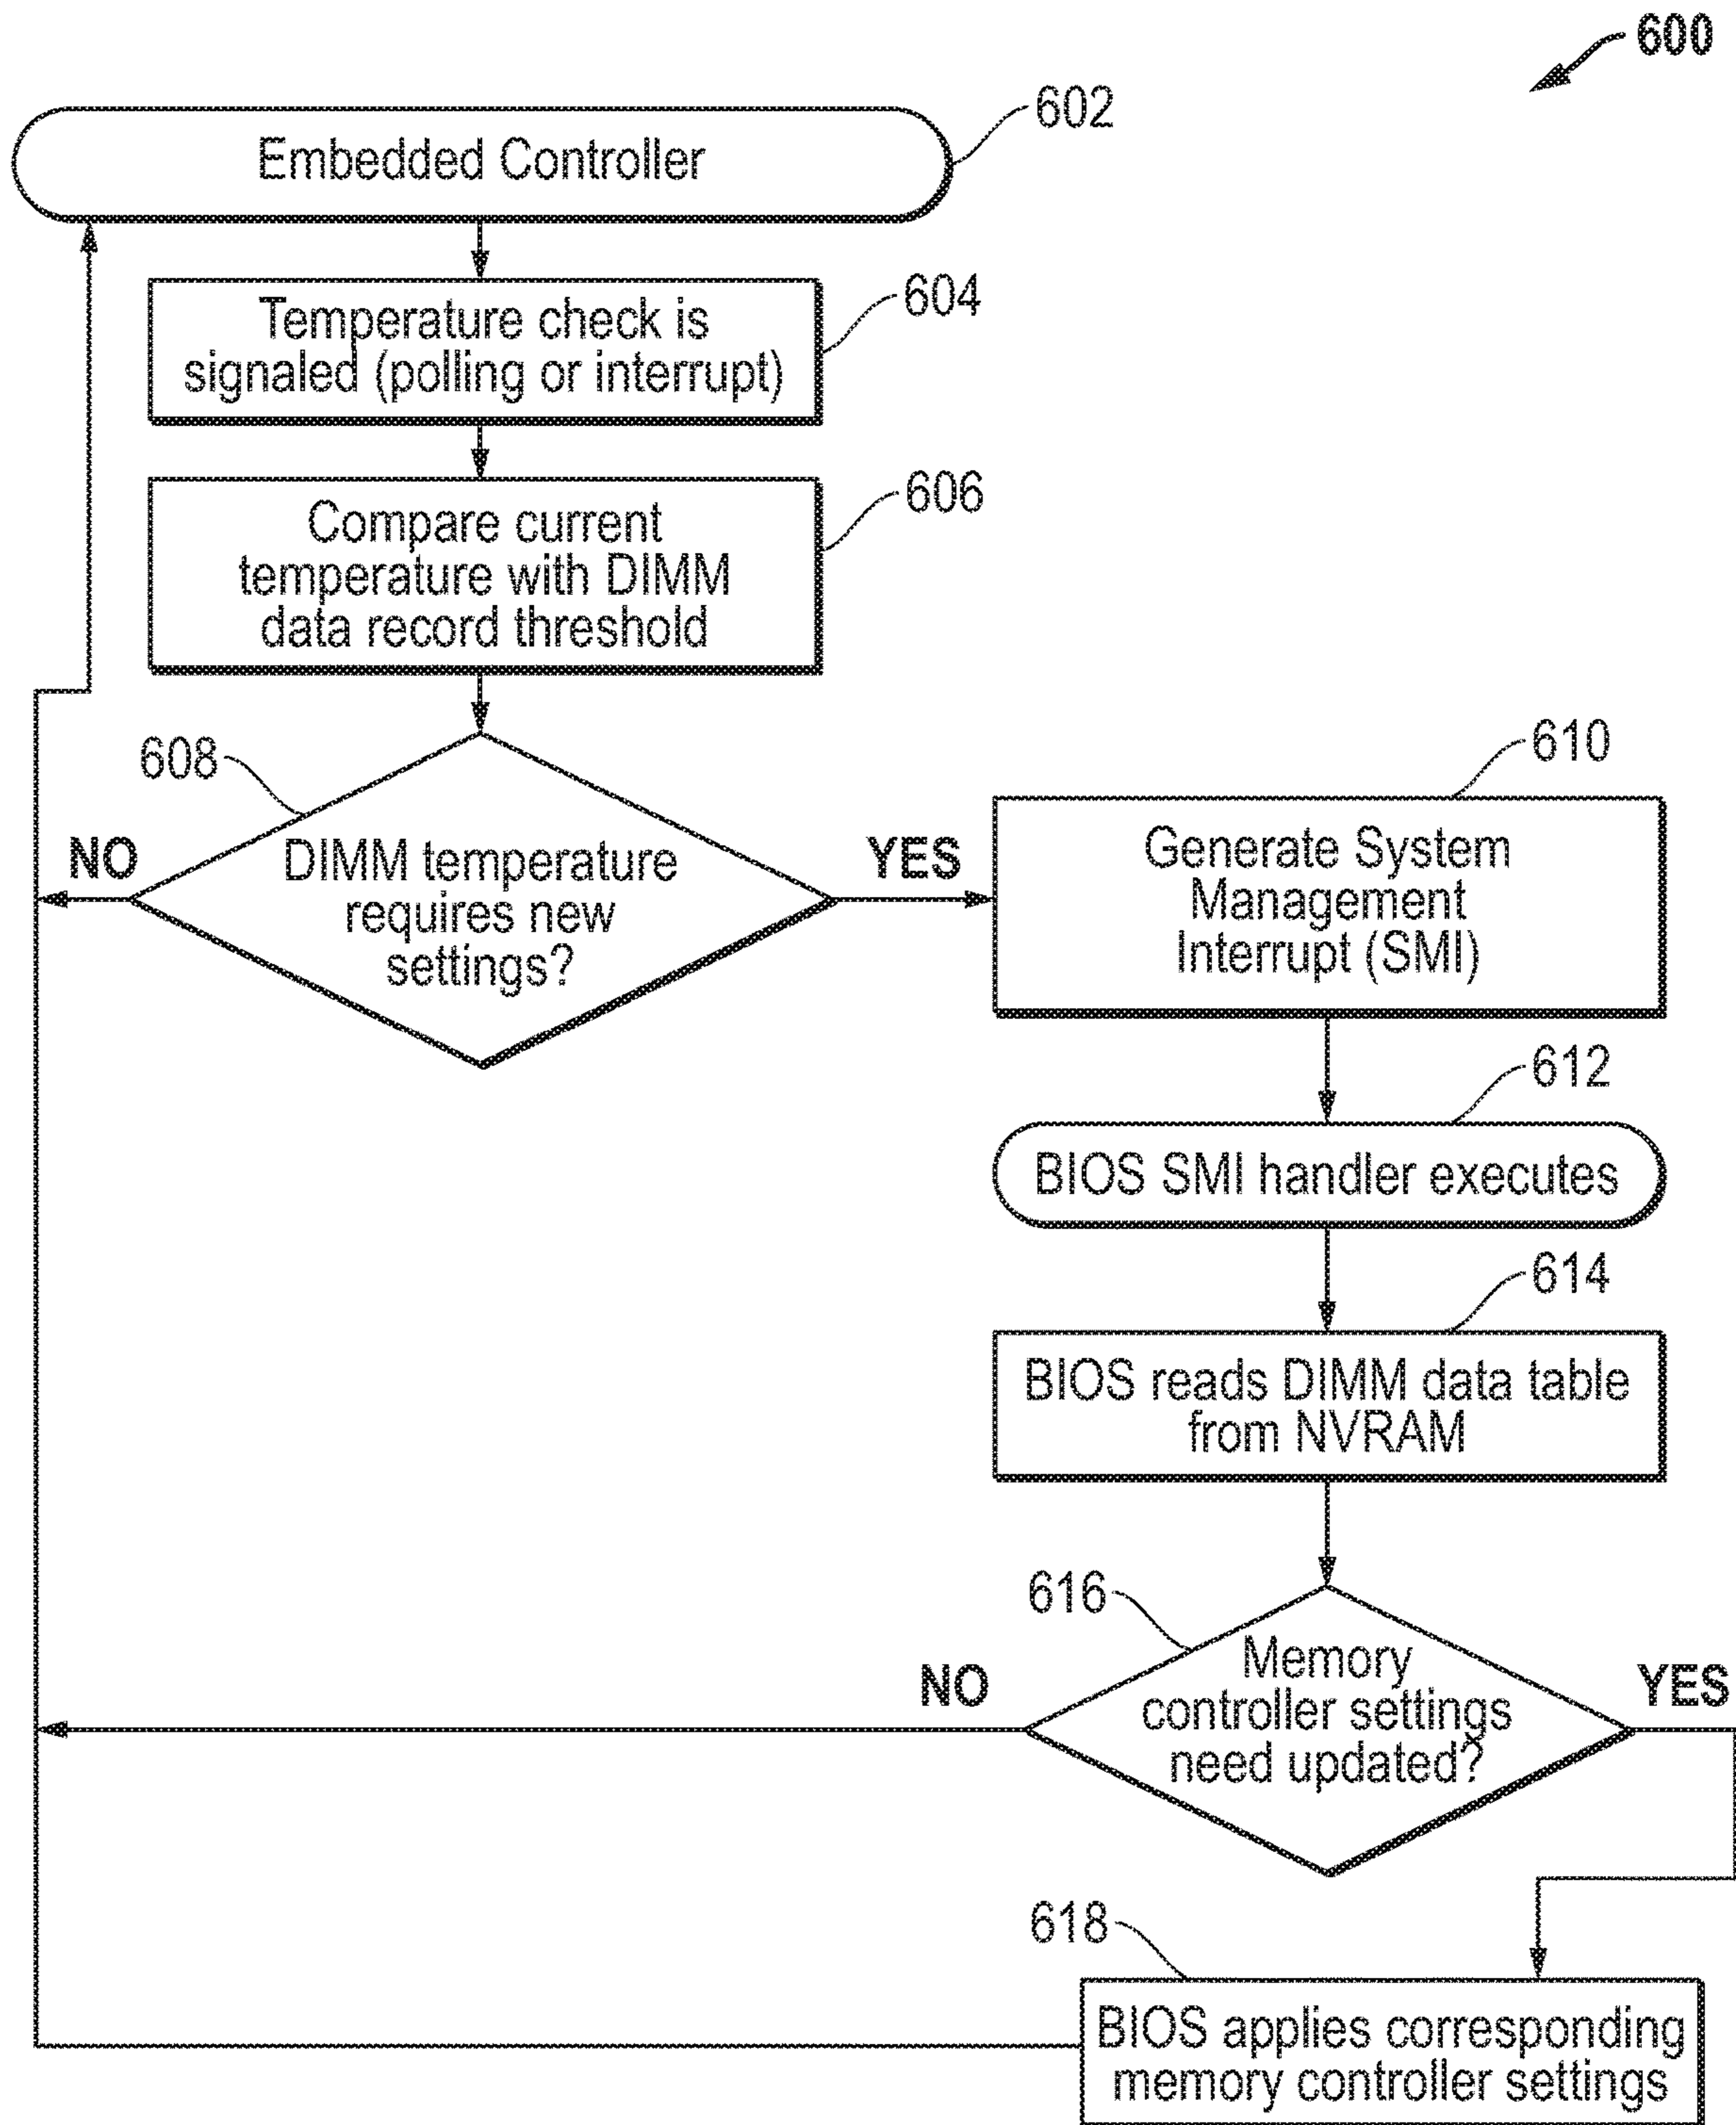 600
602
Embedded Controller
604
Temperature check is
signaled (polling or interrupt)
606
Compare current
temperature with DIMM
data record threshold
608
NO
DIMM temperature
requires new
settings?
YES
610
Generate System
Management
Interrupt (SMI)
612
BIOS SMI handler executes
614
BIOS reads DIMM data table
from NVRAM
616
NO
Memory
controller settings
need updated?
YES
618
BIOS applies corresponding
memory controller settings